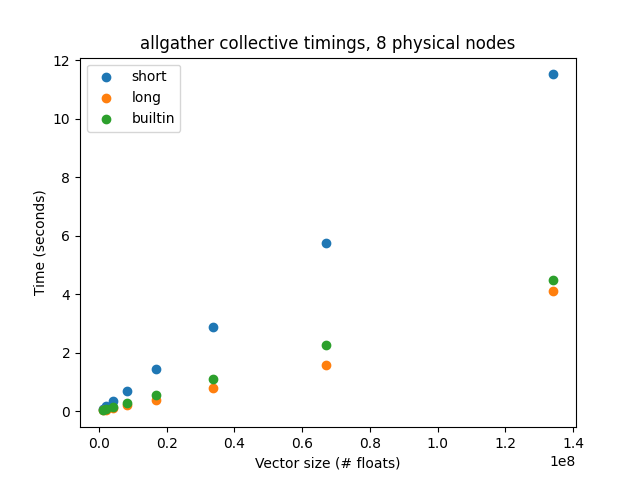 allgather collective timings, 8 physical nodes
short
long
builtin
12
10
8
6
4
2
0
Time (seconds)
0.0 0.2 0.4 0.6 0.8 1.0 1.2 1.4
1e8
Vector size (# floats)